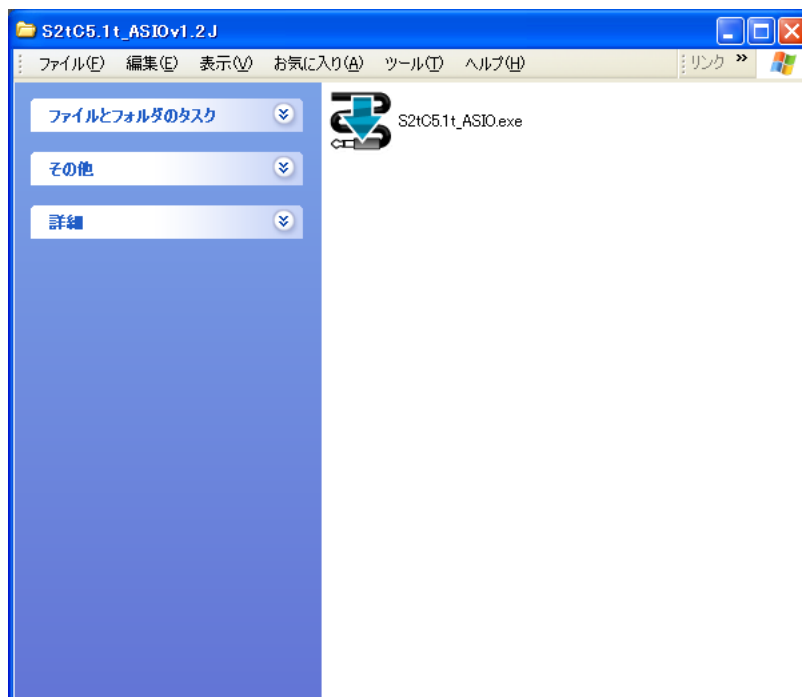 S2tC5.1t_ASIOv1.2J
ファイル(F) 編集(E) 表示(V) お気に入り(A) ツール(T) ヘルプ(H) リンク »
ファイルとフォルダのタスク
S2tC5.1t_ASIO.exe
その他
詳細